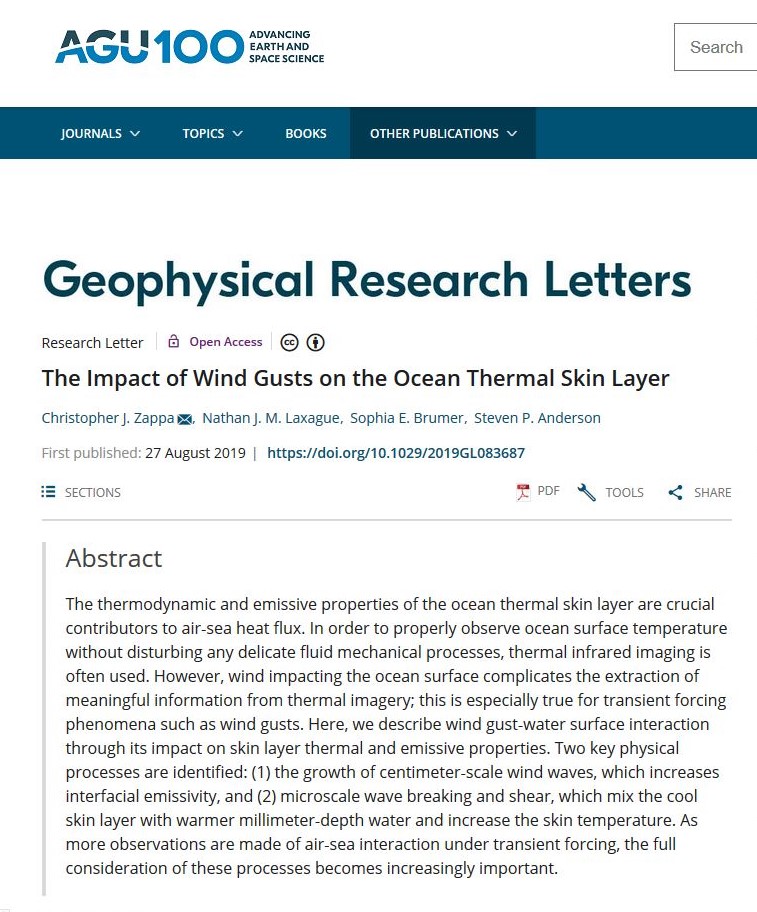 AGU100 ADVANCING
EARTH AND
SPACE SCIENCE
Search
JOURNALS TOPICS BOOKS OTHER PUBLICATIONS
Geophysical Research Letters
Research Letter Open Access cc
The Impact of Wind Gusts on the Ocean Thermal Skin Layer
Christopher J. Zappa, Nathan J. M. Laxague, Sophia E. Brumer, Steven P. Anderson
First published: 27 August 2019 | https://doi.org/10.1029/2019GL083687
SECTIONS PDF TOOLS SHARE
Abstract
The thermodynamic and emissive properties of the ocean thermal skin layer are crucial
contributors to air-sea heat flux. In order to properly observe ocean surface temperature
without disturbing any delicate fluid mechanical processes, thermal infrared imaging is
often used. However, wind impacting the ocean surface complicates the extraction of
meaningful information from thermal imagery; this is especially true for transient forcing
phenomena such as wind gusts. Here, we describe wind gust-water surface interaction
through its impact on skin layer thermal and emissive properties. Two key physical
processes are identified: (1) the growth of centimeter-scale wind waves, which increases
interfacial emissivity, and (2) microscale wave breaking and shear, which mix the cool
skin layer with warmer millimeter-depth water and increase the skin temperature. As
more observations are made of air-sea interaction under transient forcing, the full
consideration of these processes becomes increasingly important.